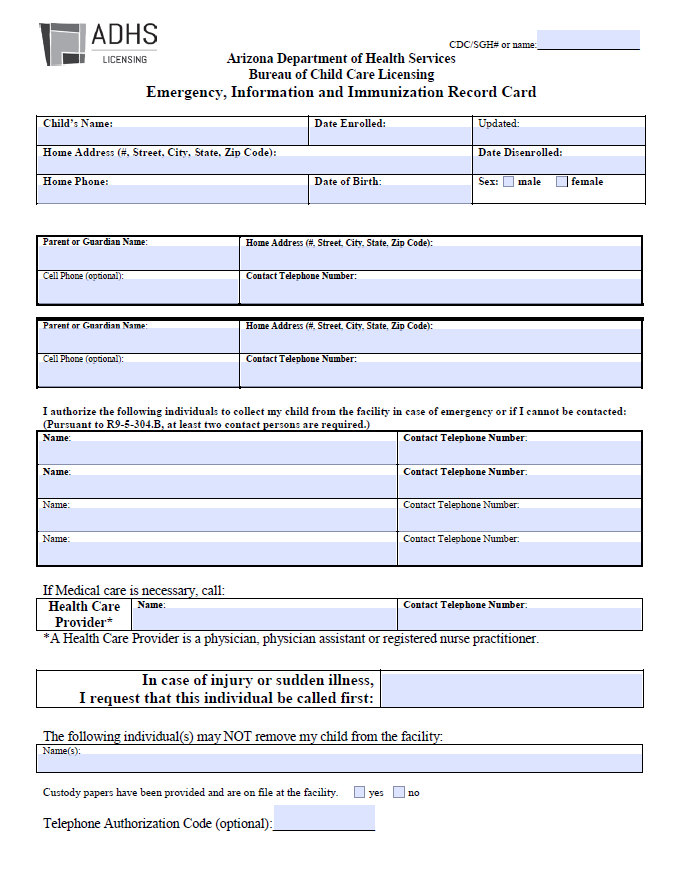 ADHS
LICENSING
CDC/SGH# or name:
Arizona Department of Health Services
Bureau of Child Care Licensing
Emergency, Information and Immunization Record Card
Child's Name: Date Enrolled: Updated:
Home Address (#, Street, City, State, Zip Code): Date Disenrolled:
Home Phone: Date of Birth: Sex: male female
Parent or Guardian Name: Home Address (#, Street, City, State, Zip Code):
Cell Phone (optional): Contact Telephone Number:
Parent or Guardian Name: Home Address (#, Street, City, State, Zip Code):
Cell Phone (optional): Contact Telephone Number:
I authorize the following individuals to collect my child from the facility in case of emergency or if I cannot be contacted:
(Pursuant to R9-5-304.B, at least two contact persons are required.)
Name: Contact Telephone Number:
Name: Contact Telephone Number:
Name: Contact Telephone Number:
Name: Contact Telephone Number:
If Medical care is necessary, call:
Health Care Provider* Name: Contact Telephone Number:
*A Health Care Provider is a physician, physician assistant or registered nurse practitioner.
In case of injury or sudden illness,
I request that this individual be called first:
The following individual(s) may NOT remove my child from the facility:
Name(s):
Custody papers have been provided and are on file at the facility. yes no
Telephone Authorization Code (optional):